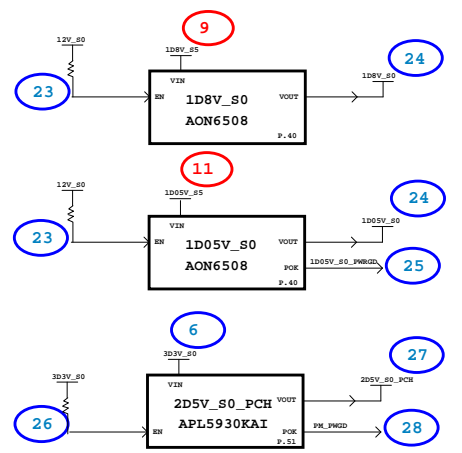 9
12V_S0
1D8V_S5
24
1D8V_S0
VIN
23
EN
1D8V_S0
VOUT
AON6508
P.40
11
12V_S0
1D05V_S5
24
1D05V_S0
VIN
23
EN
1D05V_S0
VOUT
AON6508
POK
1D05V_S0_PWRGD
25
P.40
6
3D3V_S0
27
3D3V_S0
2D5V_S0_PCH
VIN
2D5V_S0_PCH
VOUT
26
EN
APL5930KAI
POK
PM_PWGD
28
P.51